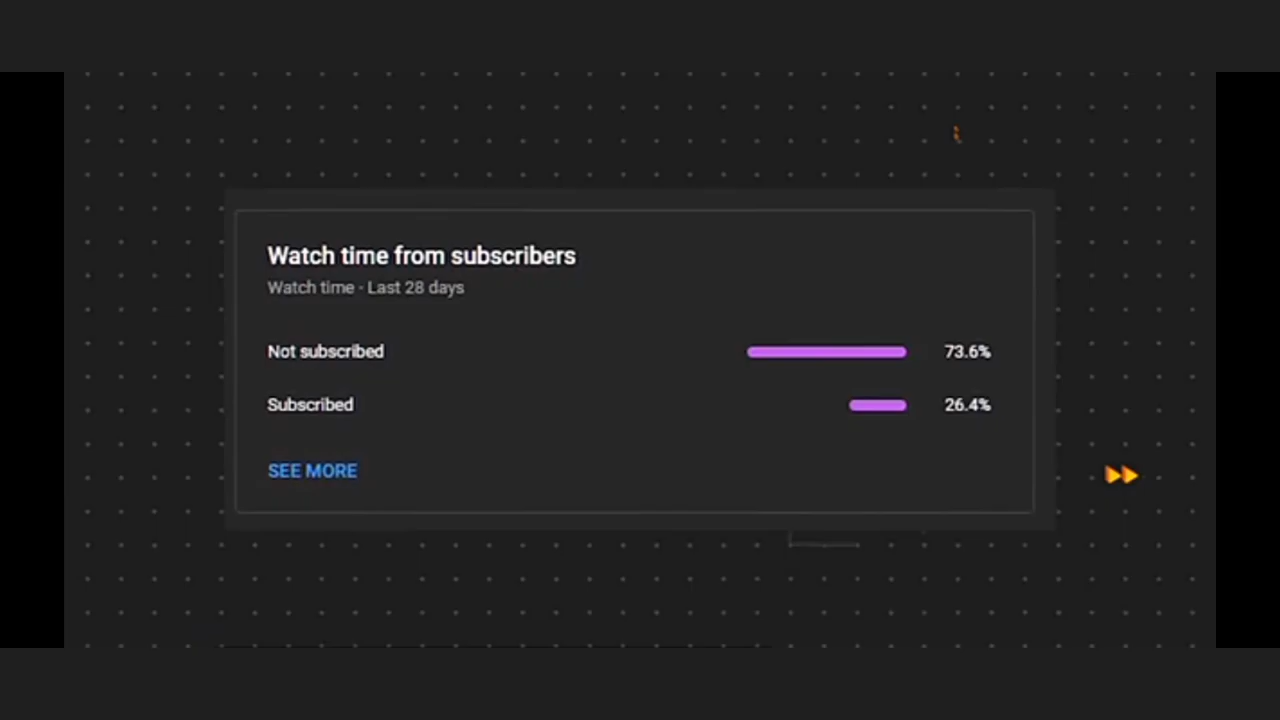 Watch time from subscribers
Watch time · Last 28 days
Not subscribed 73.6%
Subscribed 26.4%
SEE MORE